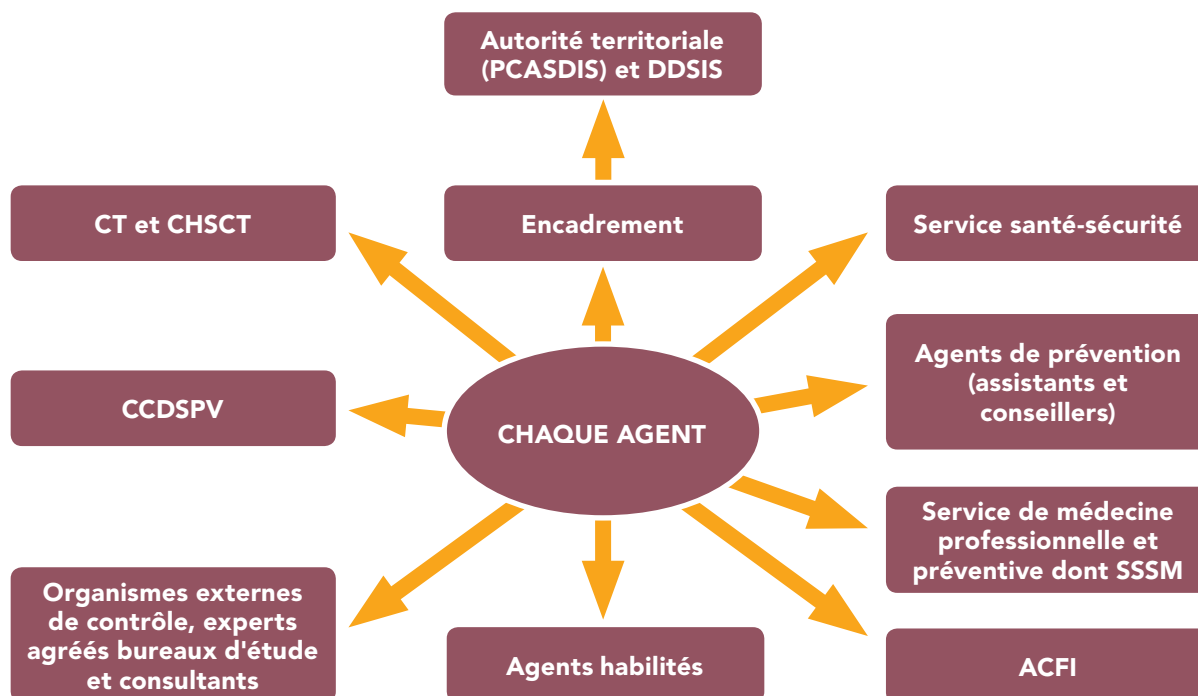 Autorité territoriale
(PCASDIS) et DDSIS
CT et CHSCT
Encadrement
Service santé-sécurité
Agents de prévention
(assistants et
conseillers)
CCDSPV
CHAQUE AGENT
Service de médecine
professionnelle et
préventive dont SSSM
Organismes externes
de contrôle, experts
agréés bureaux d'étude
et consultants
Agents habilités
ACFI